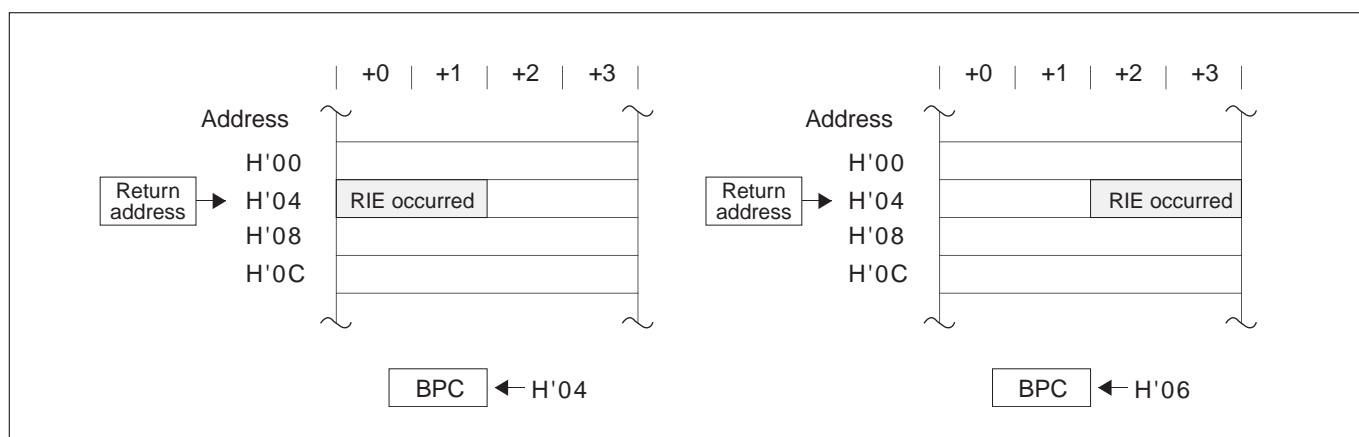 +0 +1 +2 +3
Address
H'00
Return address
H'04 RIE occurred
H'08
H'0C
BPC H'04
+0 +1 +2 +3
Address
H'00
Return address
H'04 RIE occurred
H'08
H'0C
BPC H'06